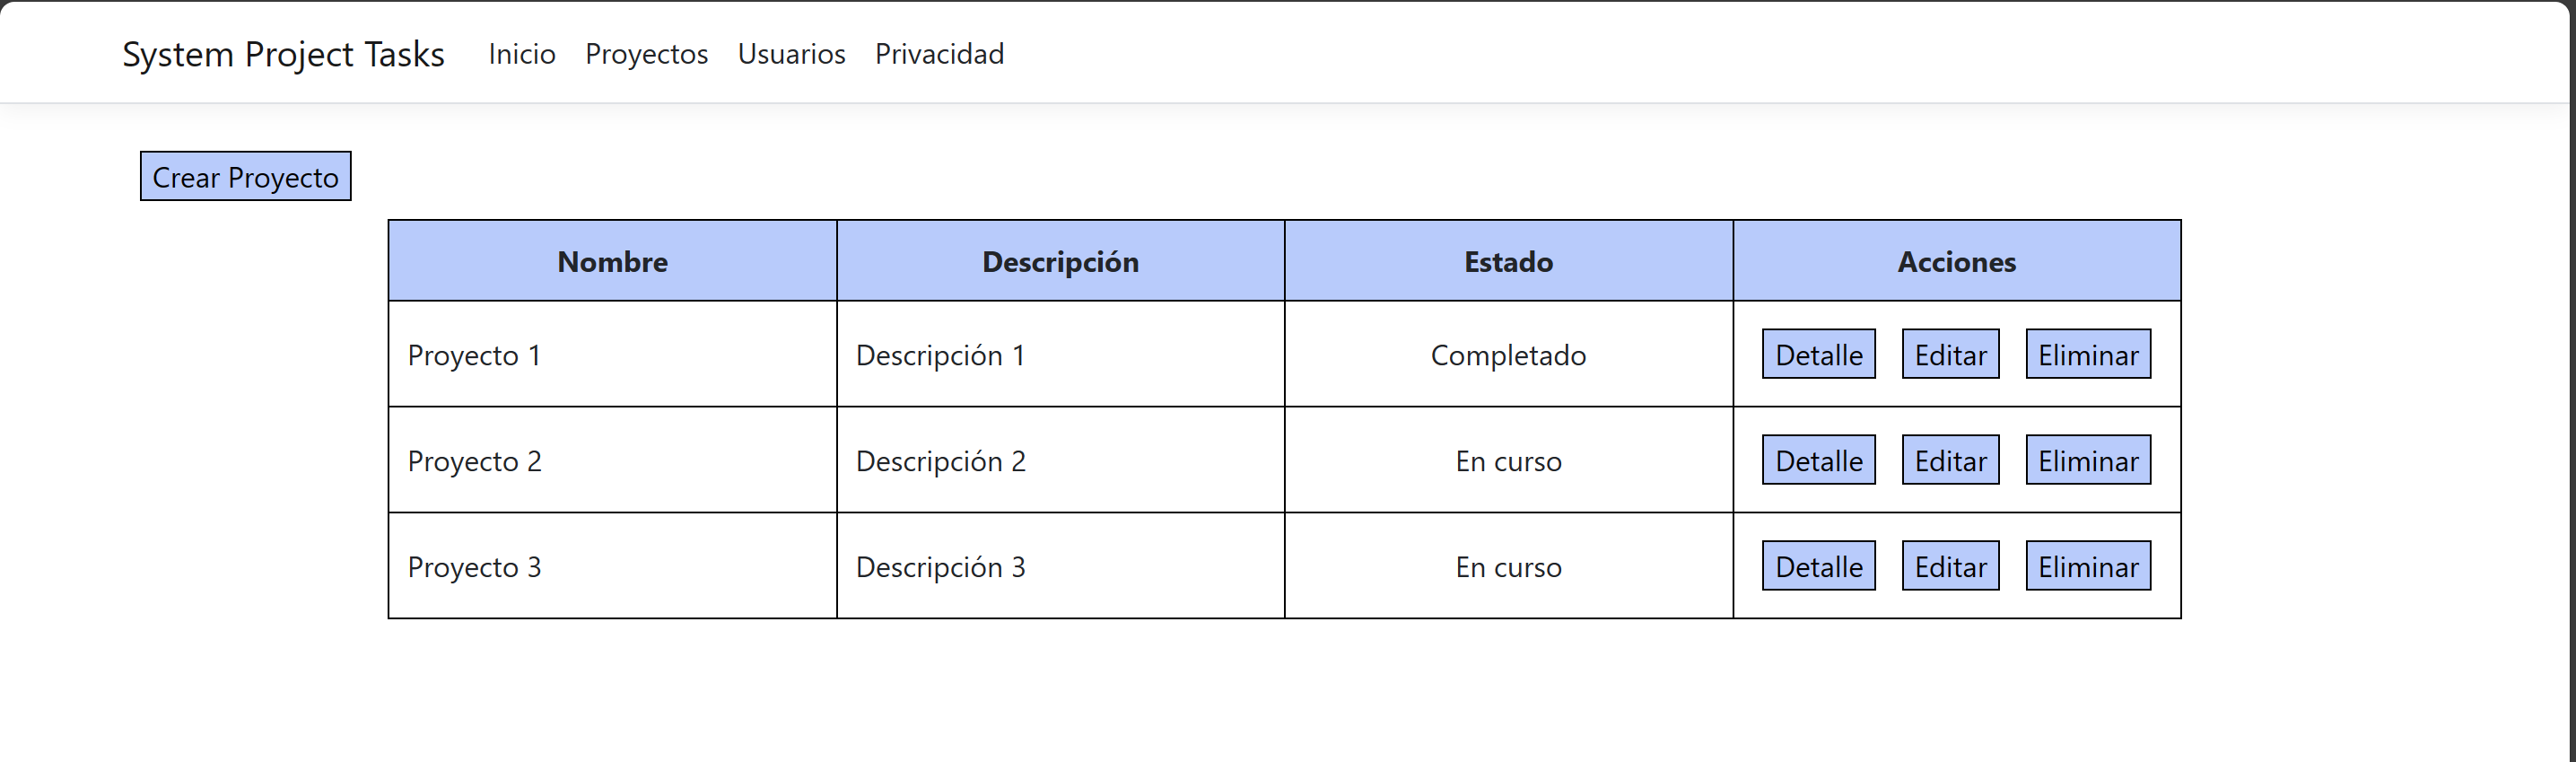 System Project Tasks Inicio Proyectos Usuarios Privacidad
Crear Proyecto
Nombre Descripción Estado Acciones
Proyecto 1 Descripción 1 Completado Detalle Editar Eliminar
Proyecto 2 Descripción 2 En curso Detalle Editar Eliminar
Proyecto 3 Descripción 3 En curso Detalle Editar Eliminar